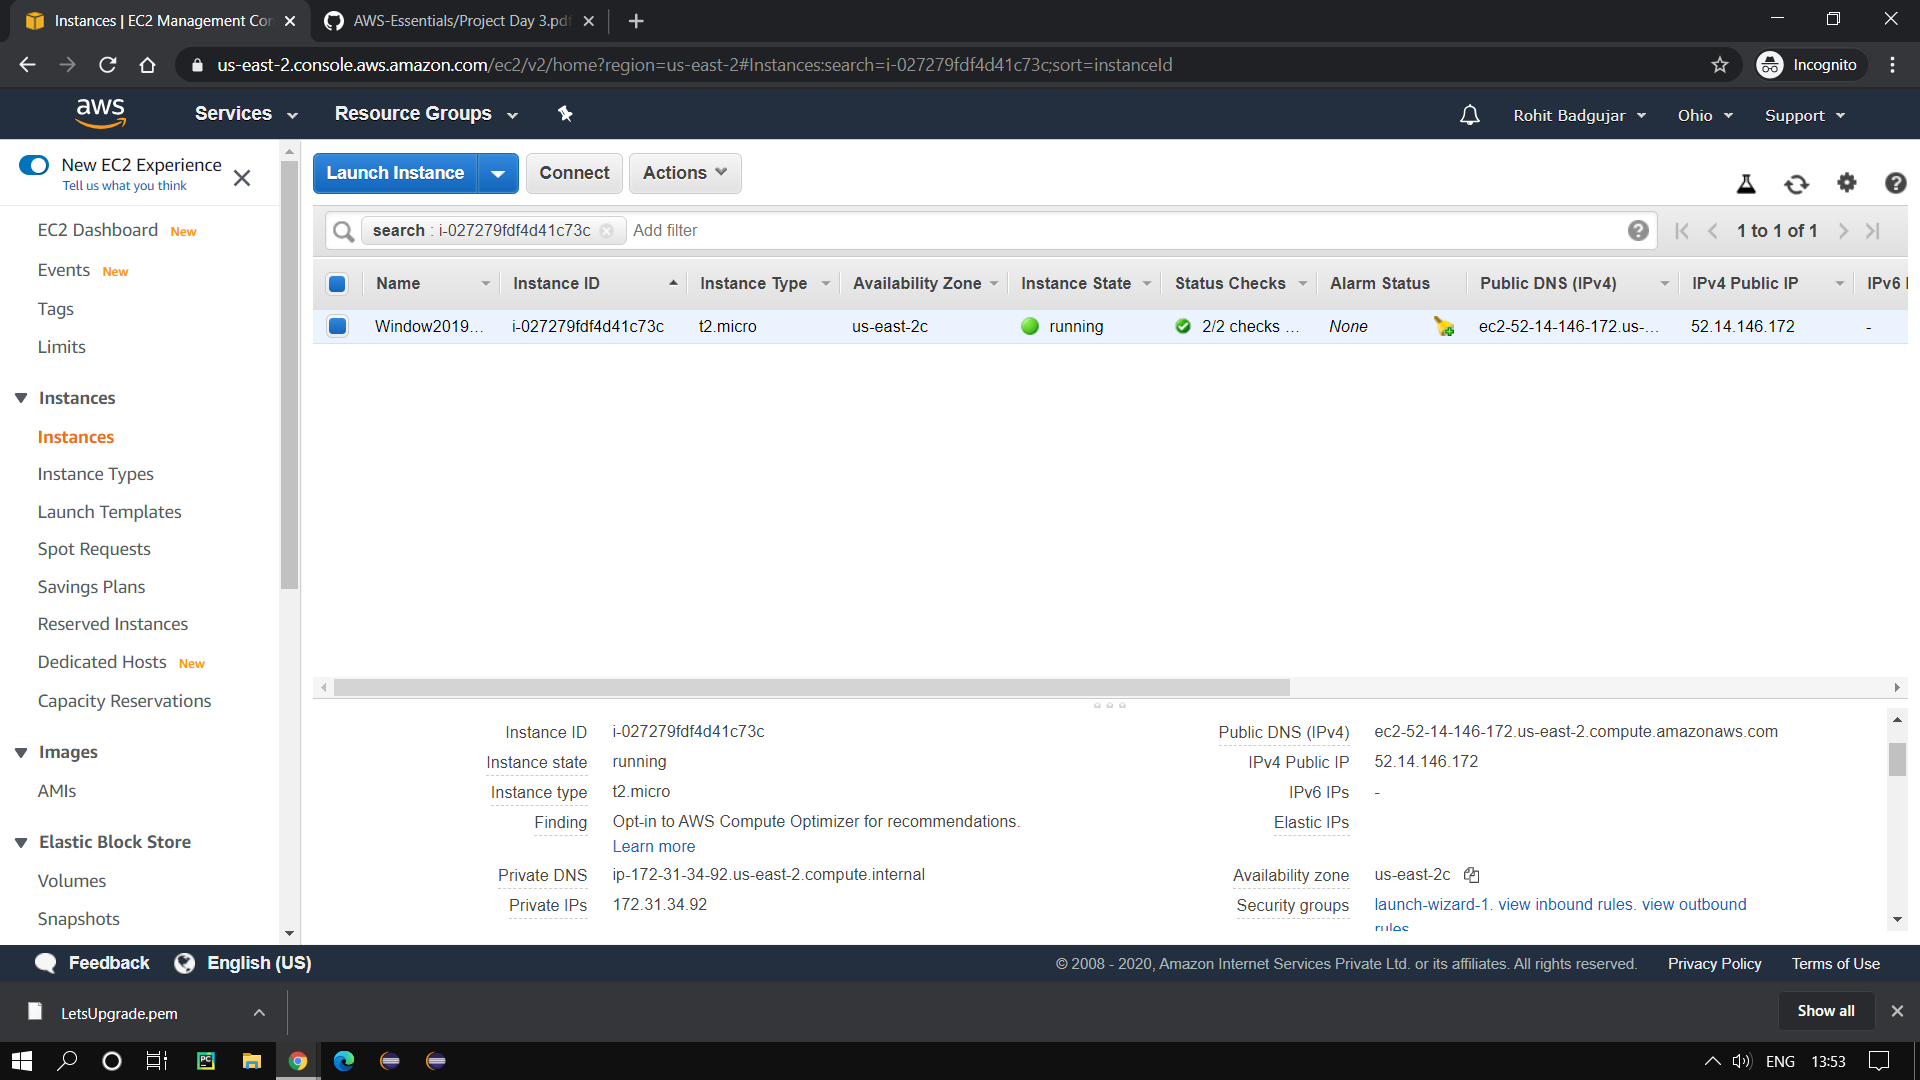 Instances | EC2 Management Con
AWS-Essentials/Project Day 3.pdf
us-east-2.console.aws.amazon.com/ec2/v2/home?region=us-east-2#Instances:search=i-027279fdf4d41c73c;sort=instanceId
Incognito
aws
Services
Resource Groups
Rohit Badgujar
Ohio
Support
New EC2 Experience
Tell us what you think
EC2 Dashboard New
Events New
Tags
Limits
Instances
Instances
Instance Types
Launch Templates
Spot Requests
Savings Plans
Reserved Instances
Dedicated Hosts New
Capacity Reservations
Images
AMIs
Elastic Block Store
Volumes
Snapshots
Launch Instance
Connect
Actions
search : i-027279fdf4d41c73c
Add filter
1 to 1 of 1
Name Instance ID Instance Type Availability Zone Instance State Status Checks Alarm Status Public DNS (IPv4) IPv4 Public IP IPv6 I
Window2019... i-027279fdf4d41c73c t2.micro us-east-2c running 2/2 checks ... None ec2-52-14-146-172.us-... 52.14.146.172 -
Instance ID i-027279fdf4d41c73c
Instance state running
Instance type t2.micro
Finding Opt-in to AWS Compute Optimizer for recommendations.
Learn more
Private DNS ip-172-31-34-92.us-east-2.compute.internal
Private IPs 172.31.34.92
Public DNS (IPv4) ec2-52-14-146-172.us-east-2.compute.amazonaws.com
IPv4 Public IP 52.14.146.172
IPv6 IPs -
Elastic IPs
Availability zone us-east-2c
Security groups launch-wizard-1. view inbound rules. view outbound
rules
Feedback
English (US)
© 2008 - 2020, Amazon Internet Services Private Ltd. or its affiliates. All rights reserved.
Privacy Policy
Terms of Use
LetsUpgrade.pem
Show all
PC
ENG
13:53